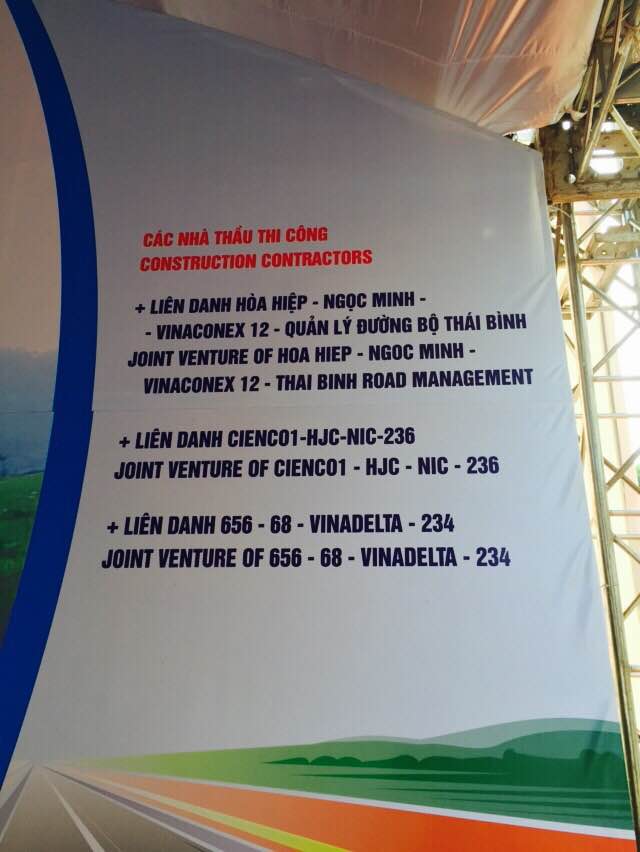 CÁC NHÀ THẦU THI CÔNG
CONSTRUCTION CONTRACTORS
+ LIÊN DANH HÒA HIỆP - NGỌC MINH -
- VINACONEX 12 - QUẢN LÝ ĐƯỜNG BỘ THÁI BÌNH
JOINT VENTURE OF HOA HIEP - NGOC MINH -
VINACONEX 12 - THAI BINH ROAD MANAGEMENT
+ LIÊN DANH CIENCO1-HJC-NIC-236
JOINT VENTURE OF CIENCO1 - HJC - NIC - 236
+ LIÊN DANH 656 - 68 - VINADELTA - 234
JOINT VENTURE OF 656 - 68 - VINADELTA - 234